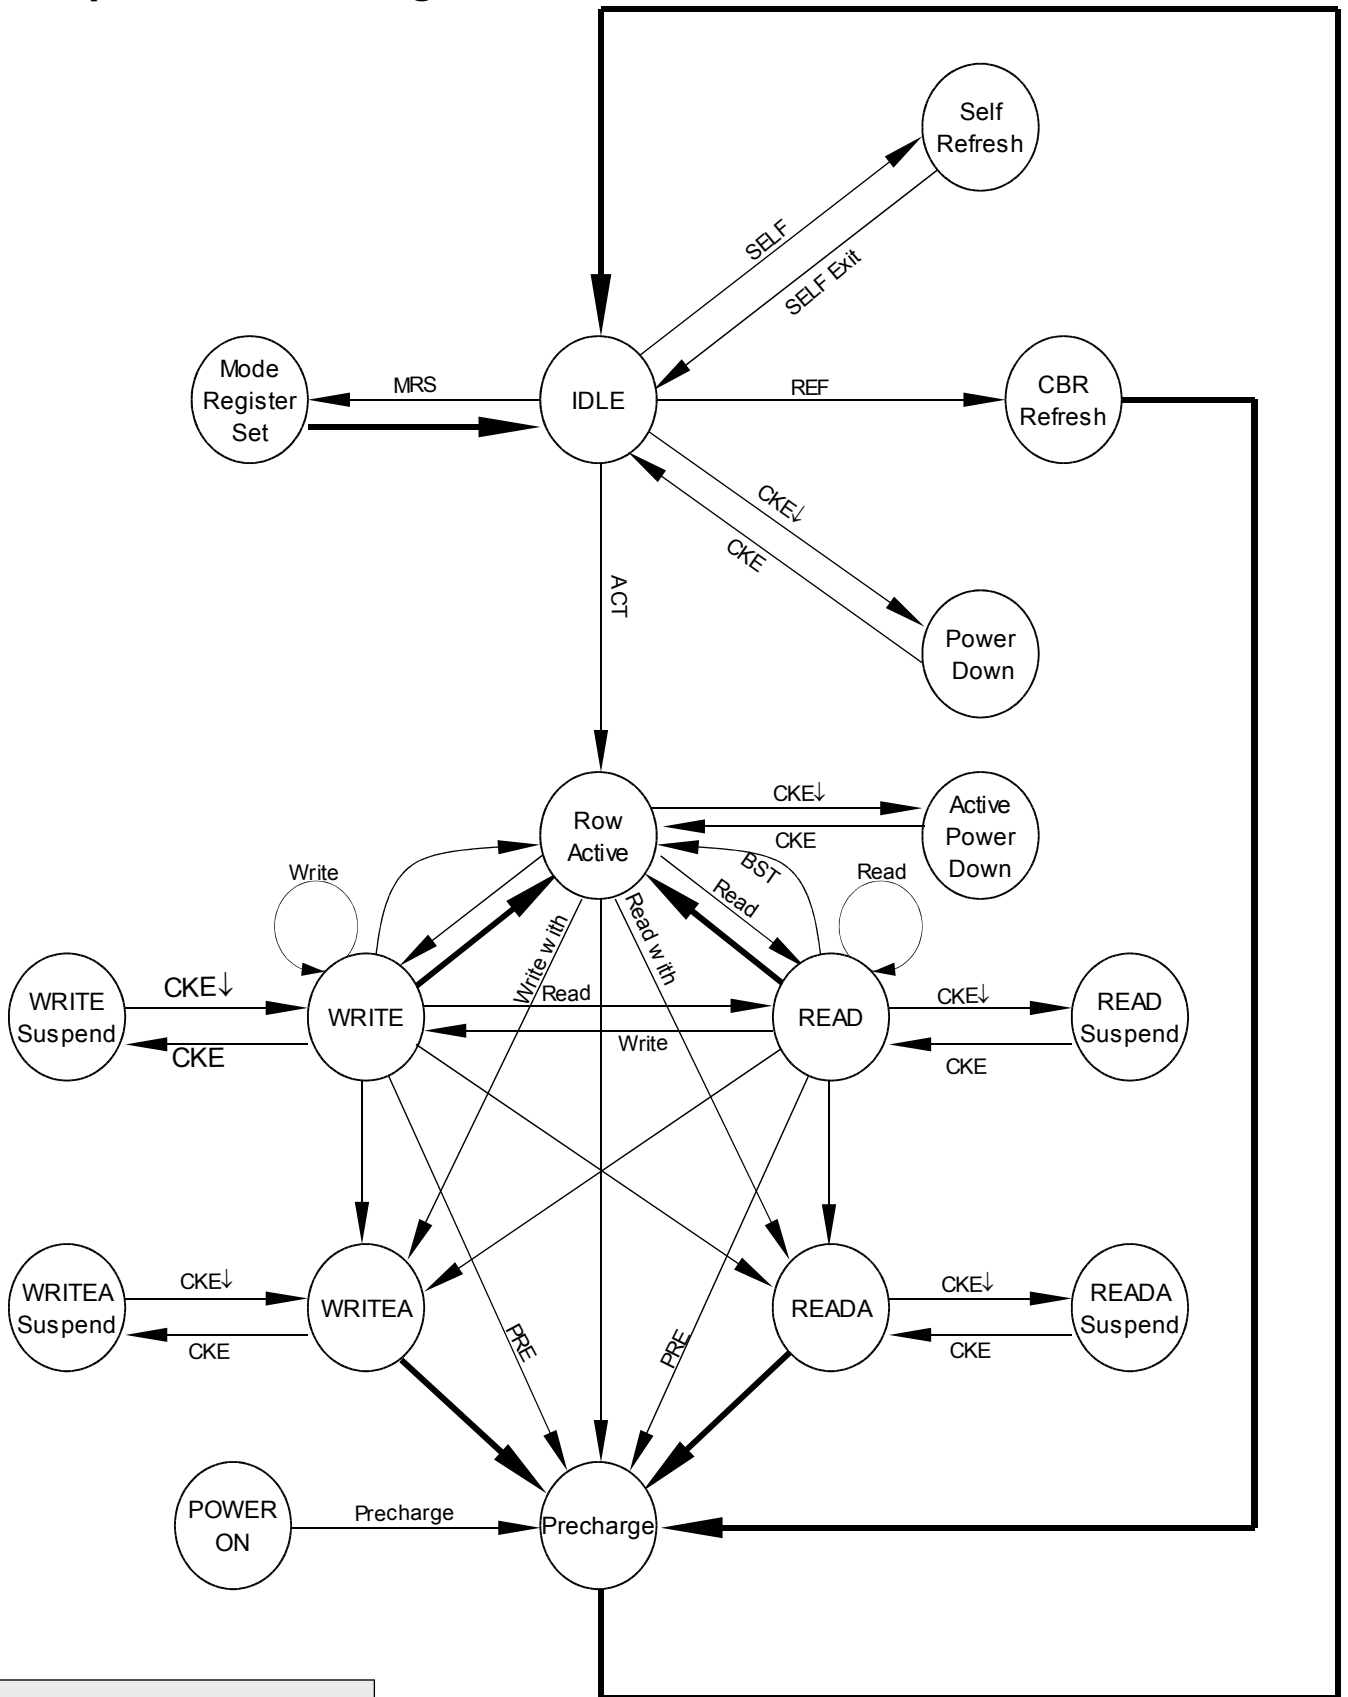 Self
Refresh
SELF
SELF Exit
Mode
Register
Set
MRS
IDLE
REF
CBR
Refresh
CKE↓
CKE
ACT
Power
Down
Row
Active
CKE↓
CKE
Active
Power
Down
Write
BST
Read
Read
Write with
Read with
WRITE
Suspend
CKE↓
CKE
WRITE
Read
Write
READ
CKE↓
CKE
READ
Suspend
WRITEA
Suspend
CKE↓
CKE
WRITEA
PRE
PRE
READA
CKE↓
CKE
READA
Suspend
POWER
ON
Precharge
Precharge